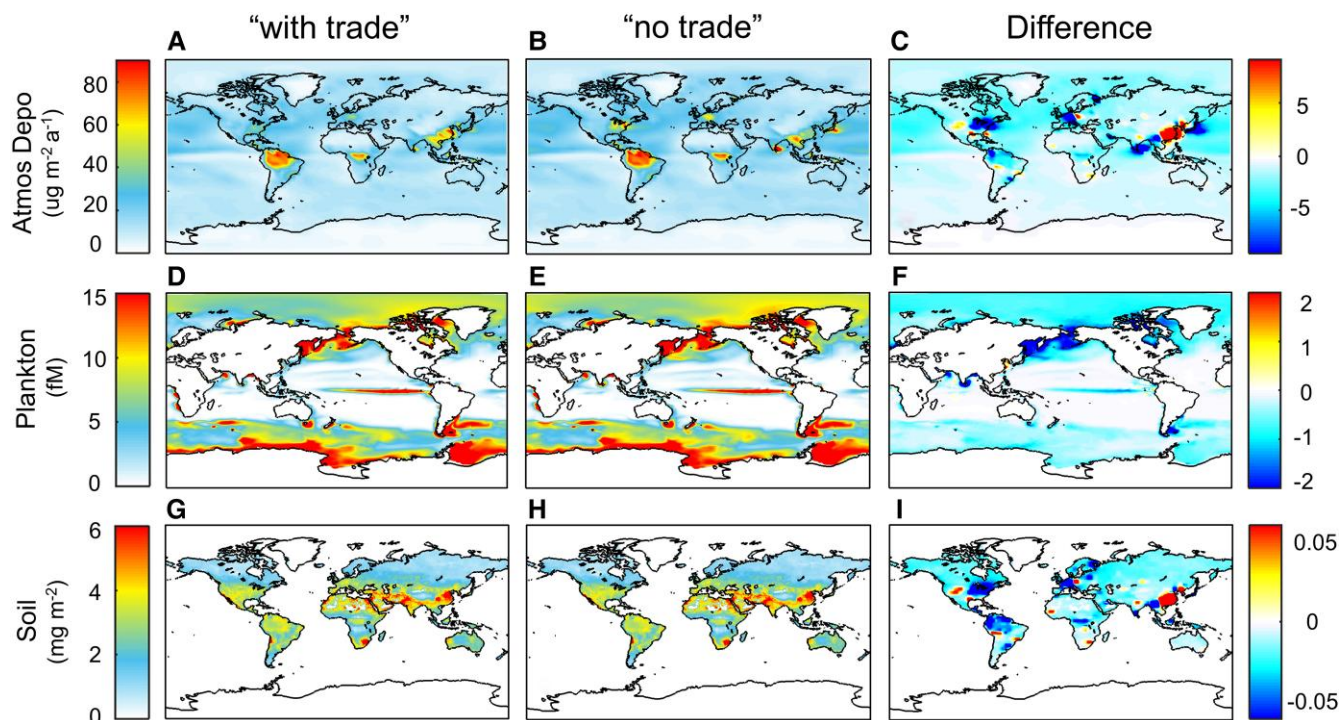 “with trade”
“no trade”
Difference
A
B
C
Atmos Depo
(ug m-2 a-1)
80
60
40
20
0
5
0
-5
D
E
F
Plankton
(fM)
15
10
5
0
2
1
0
-1
-2
G
H
I
Soil
(mg m-2)
6
4
2
0
0.05
0
-0.05